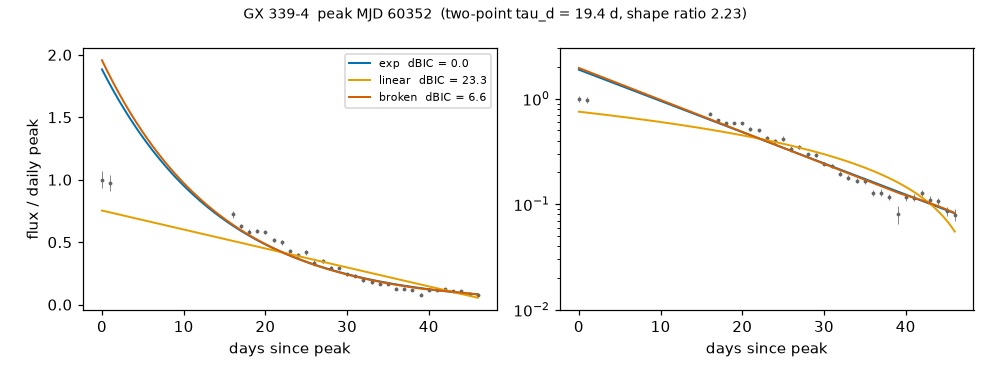 GX 339-4  peak MJD 60352  (two-point tau_d = 19.4 d, shape ratio 2.23)
exp  dBIC = 0.0
linear  dBIC = 23.3
broken  dBIC = 6.6
flux / daily peak
2.0
1.5
1.0
0.5
0.0
0 10 20 30 40
days since peak
10⁰
10⁻¹
10⁻²
0 10 20 30 40
days since peak